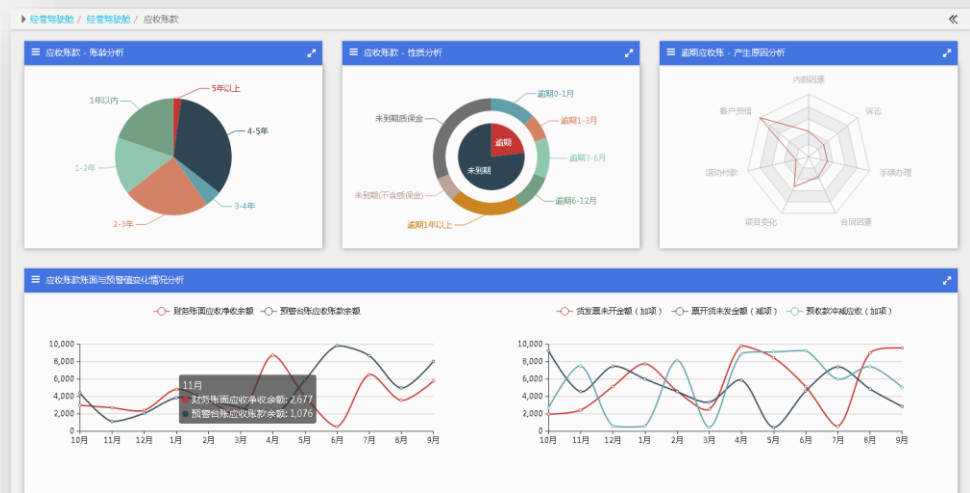 经营驾驶舱 / 经营驾驶舱 / 应收账款
应收账款 - 账龄分析
应收账款 - 性质分析
逾期应收账 - 产生原因分析
5年以上
4-5年
3-4年
2-3年
1-2年
1年以内
逾期0-1月
逾期1-3月
逾期3-6月
逾期6-12月
逾期1年以上
未到期(不含质保金)
未到期质保金
逾期
未到期
内部因素
诉讼
手续办理
合同因素
项目变化
滚动付款
客户资信
应收账款账面与预警值变化情况分析
财务账面应收净收余额 预警台账应收账款余额
10,000
8,000
6,000
4,000
2,000
0
10月 11月 12月 1月 2月 3月 4月 5月 6月 7月 8月 9月
11月
财务账面应收净收余额: 2,677
预警台账应收账款余额: 1,076
货发票未开金额（加项） 票开货未发金额（减项） 预收款冲减应收（加项）
10,000
8,000
6,000
4,000
2,000
0
10月 11月 12月 1月 2月 3月 4月 5月 6月 7月 8月 9月